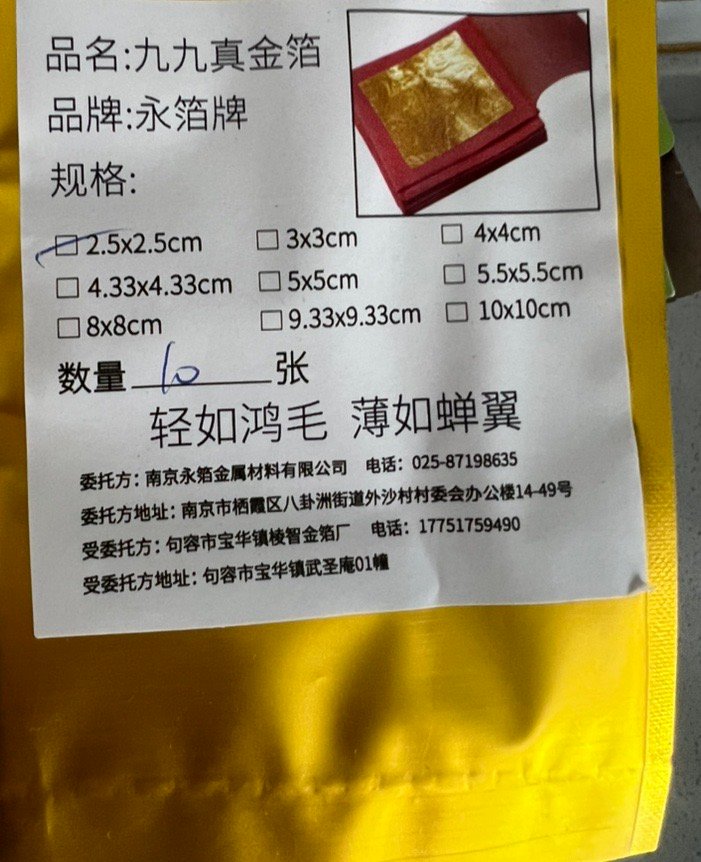 品名:九九真金箔
品牌:永箔牌
规格:
2.5x2.5cm 3x3cm 4x4cm
4.33x4.33cm 5x5cm 5.5x5.5cm
8x8cm 9.33x9.33cm 10x10cm
数量 10 张
轻如鸿毛 薄如蝉翼
委托方：南京永箔金属材料有限公司 电话：025-87198635
委托方地址：南京市栖霞区八卦洲街道外沙村村委会办公楼14-49号
受委托方：句容市宝华镇棱智金箔厂 电话：17751759490
受委托方地址：句容市宝华镇武圣庵01幢